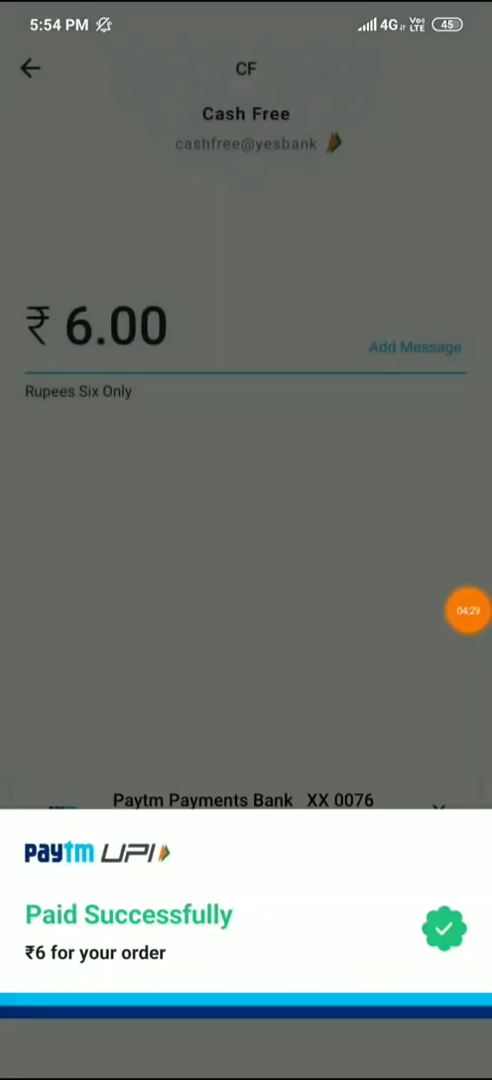 5:54 PM 4G VoLTE 45
CF
Cash Free
cashfree@yesbank
₹ 6.00
Add Message
Rupees Six Only
04:29
Paytm Payments Bank XX 0076
paytm UPI
Paid Successfully
₹6 for your order